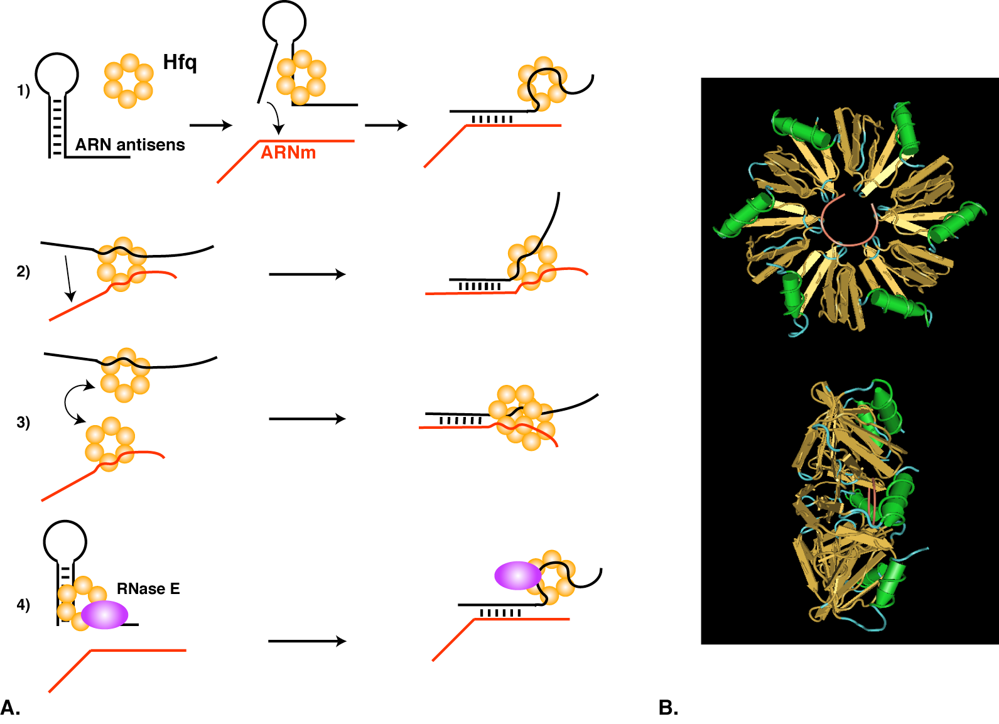 Hfq
1)
ARN antisens
ARNm
2)
3)
RNase E
4)
A.
B.